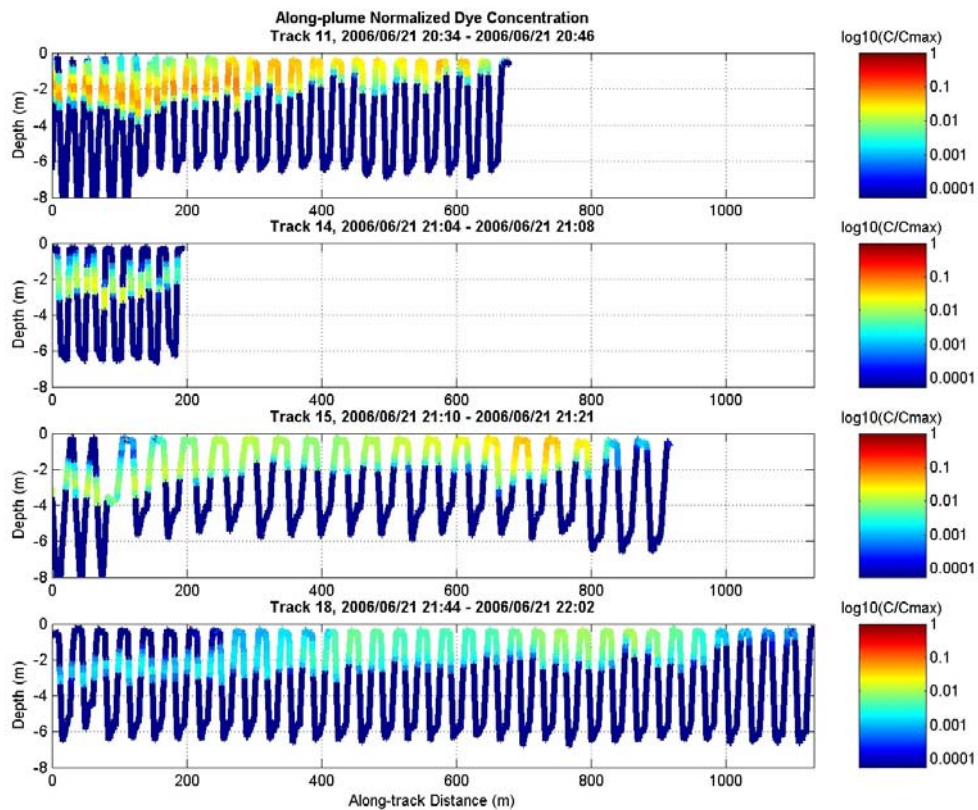 Along-plume Normalized Dye Concentration
Track 11, 2006/06/21 20:34 - 2006/06/21 20:46
log10(C/Cmax)
0
-2
-4
-6
-8
Depth (m)
0 200 400 600 800 1000
1
0.1
0.01
0.001
0.0001
Track 14, 2006/06/21 21:04 - 2006/06/21 21:08
log10(C/Cmax)
0
-2
-4
-6
-8
Depth (m)
0 200 400 600 800 1000
1
0.1
0.01
0.001
0.0001
Track 15, 2006/06/21 21:10 - 2006/06/21 21:21
log10(C/Cmax)
0
-2
-4
-6
-8
Depth (m)
0 200 400 600 800 1000
1
0.1
0.01
0.001
0.0001
Track 18, 2006/06/21 21:44 - 2006/06/21 22:02
log10(C/Cmax)
0
-2
-4
-6
-8
Depth (m)
0 200 400 600 800 1000
Along-track Distance (m)
1
0.1
0.01
0.001
0.0001